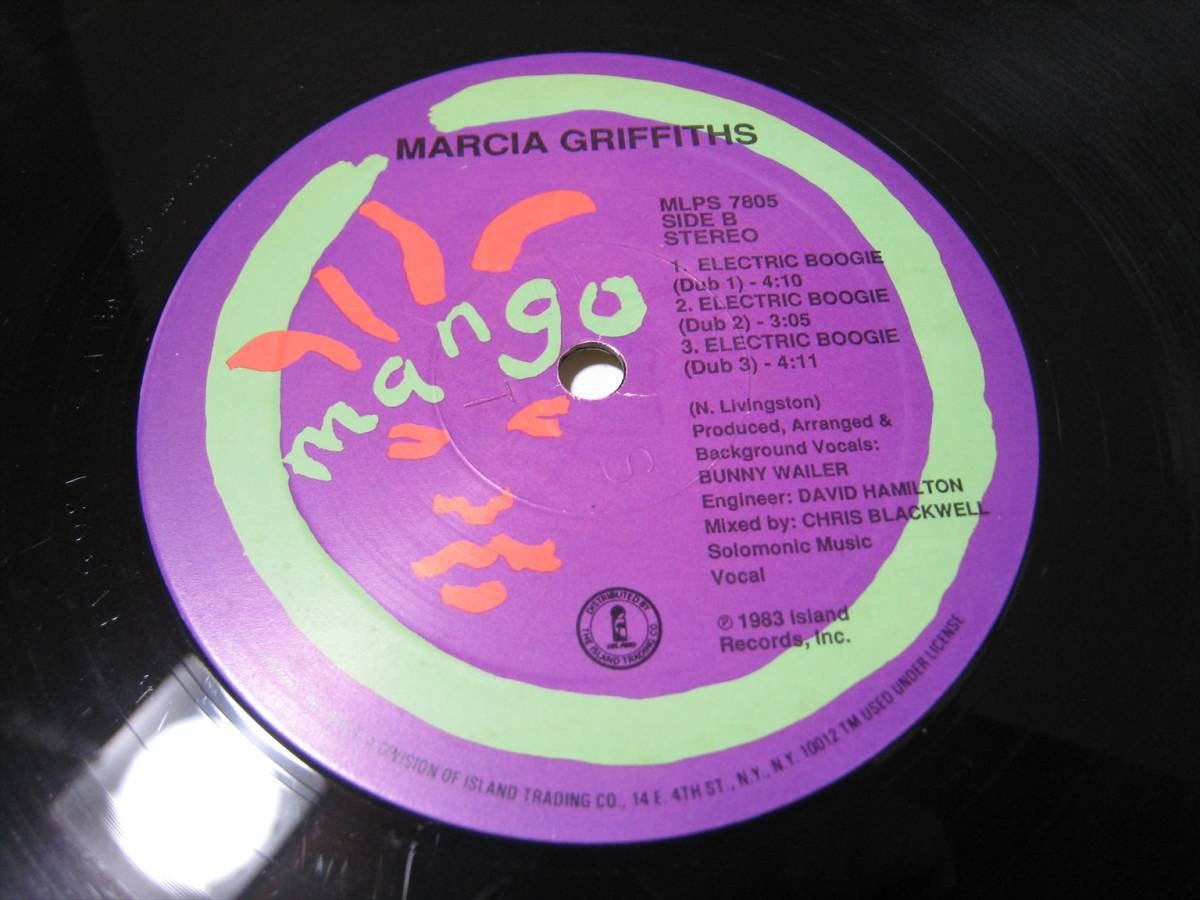 MARCIA GRIFFITHS
MLPS 7805
SIDE B
STEREO
1. ELECTRIC BOOGIE
(Dub 1) - 4:10
2. ELECTRIC BOOGIE
(Dub 2) - 3:05
3. ELECTRIC BOOGIE
(Dub 3) - 4:11
mango
(N. Livingston)
Produced, Arranged &
Background Vocals:
BUNNY WAILER
Engineer: DAVID HAMILTON
Mixed by: CHRIS BLACKWELL
Solomonic Music
Vocal
DISTRIBUTED BY
THE ISLAND TRADING CO
℗ 1983 Island
Records, Inc.
A DIVISION OF ISLAND TRADING CO., 14 E. 4TH ST., N.Y., N.Y. 10012 TM USED UNDER LICENSE